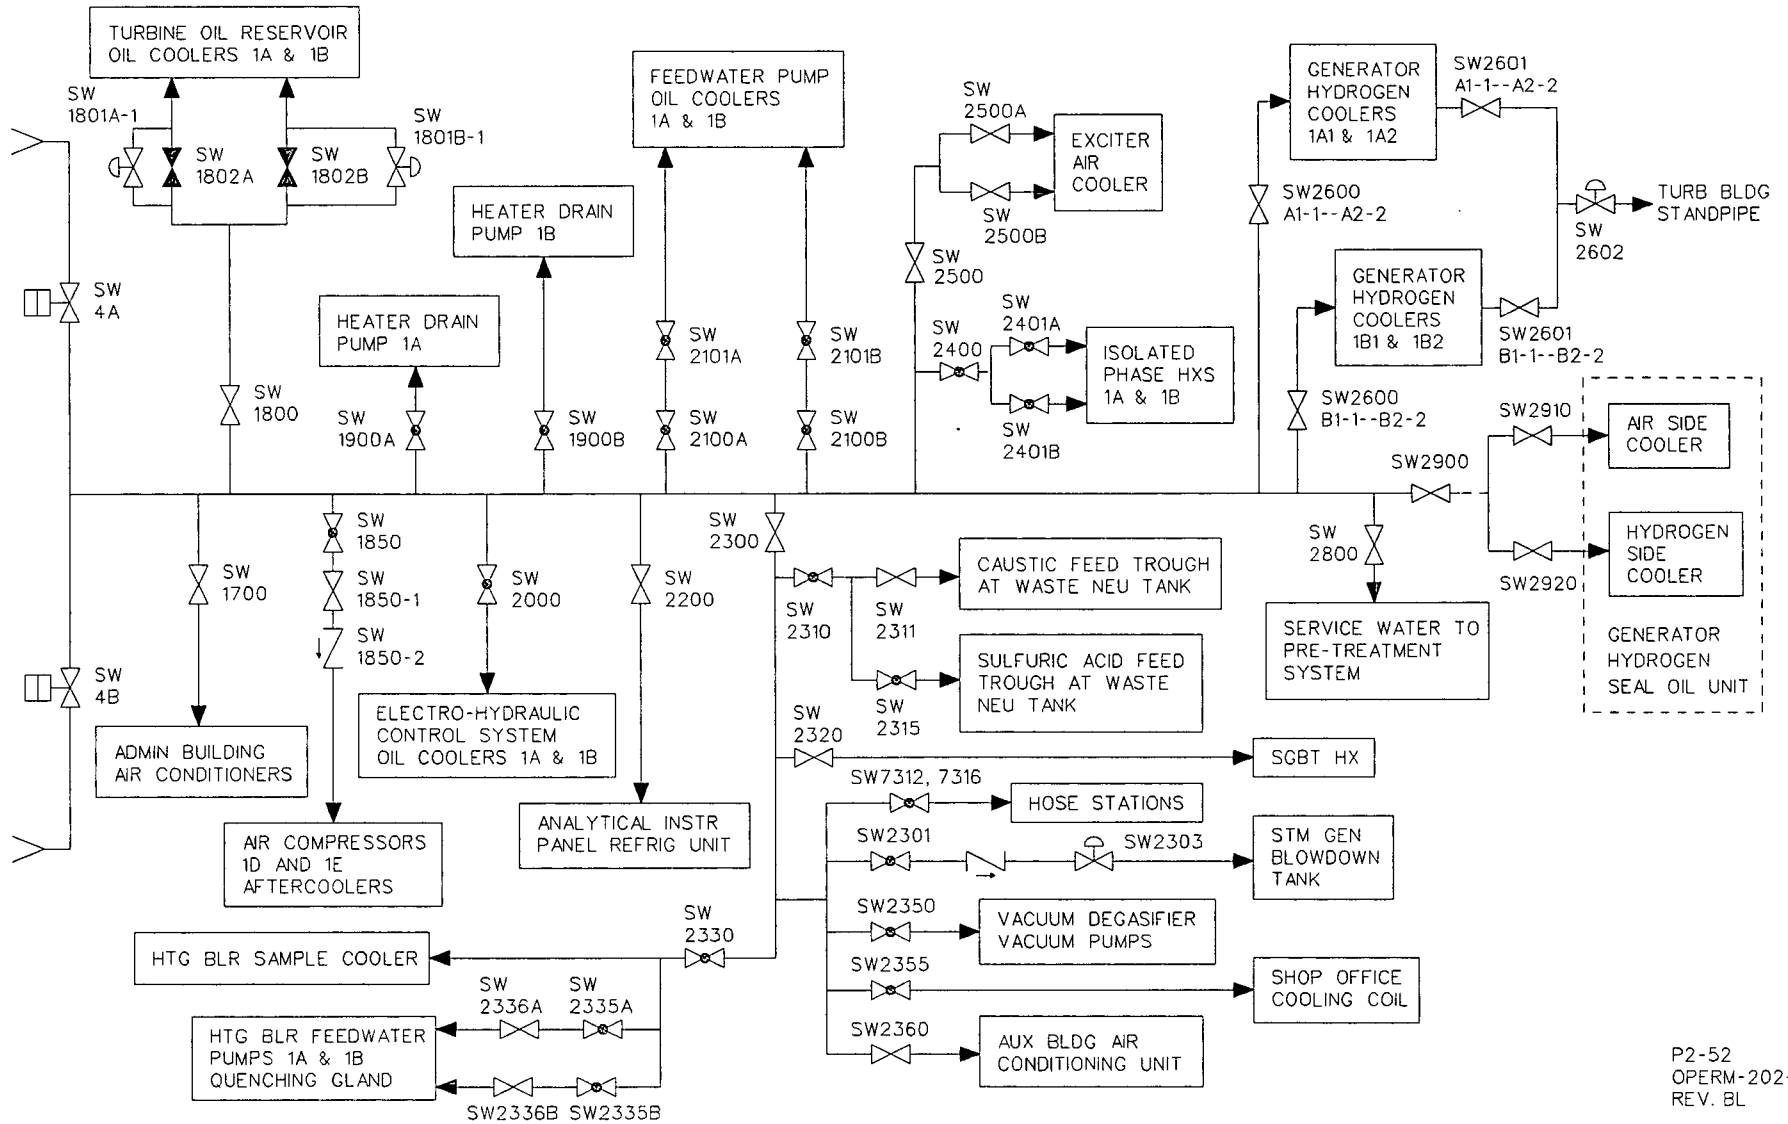 TURBINE OIL RESERVOIR
OIL COOLERS 1A & 1B
SW
1801A-1
SW
1801B-1
SW
1802A
SW
1802B
SW
4A
SW
1800
HEATER DRAIN
PUMP 1A
SW
1900A
HEATER DRAIN
PUMP 1B
SW
1900B
FEEDWATER PUMP
OIL COOLERS
1A & 1B
SW
2101A
SW
2101B
SW
2100A
SW
2100B
SW
2500A
SW
2500B
EXCITER
AIR
COOLER
SW
2500
SW
2400
SW
2401A
SW
2401B
ISOLATED
PHASE HXS
1A & 1B
GENERATOR
HYDROGEN
COOLERS
1A1 & 1A2
SW2601
A1-1--A2-2
SW2600
A1-1--A2-2
SW
2602
TURB BLDG
STANDPIPE
GENERATOR
HYDROGEN
COOLERS
1B1 & 1B2
SW2601
B1-1--B2-2
SW2600
B1-1--B2-2
SW2900
SW2910
AIR SIDE
COOLER
SW2920
HYDROGEN
SIDE
COOLER
GENERATOR
HYDROGEN
SEAL OIL UNIT
SW
2800
SERVICE WATER TO
PRE-TREATMENT
SYSTEM
SW
4B
SW
1700
ADMIN BUILDING
AIR CONDITIONERS
SW
1850
SW
1850-1
SW
1850-2
AIR COMPRESSORS
1D AND 1E
AFTERCOOLERS
SW
2000
ELECTRO-HYDRAULIC
CONTROL SYSTEM
OIL COOLERS 1A & 1B
SW
2200
ANALYTICAL INSTR
PANEL REFRIG UNIT
SW
2300
SW
2310
SW
2311
CAUSTIC FEED TROUGH
AT WASTE NEU TANK
SW
2315
SULFURIC ACID FEED
TROUGH AT WASTE
NEU TANK
SW
2320
SGBT HX
SW7312, 7316
HOSE STATIONS
SW2301
SW2303
STM GEN
BLOWDOWN
TANK
SW2350
VACUUM DEGASIFIER
VACUUM PUMPS
SW2355
SHOP OFFICE
COOLING COIL
SW2360
AUX BLDG AIR
CONDITIONING UNIT
SW
2330
HTG BLR SAMPLE COOLER
SW
2336A
SW
2335A
HTG BLR FEEDWATER
PUMPS 1A & 1B
QUENCHING GLAND
SW2336B
SW2335B
P2-52
OPERM-202-
REV. BL